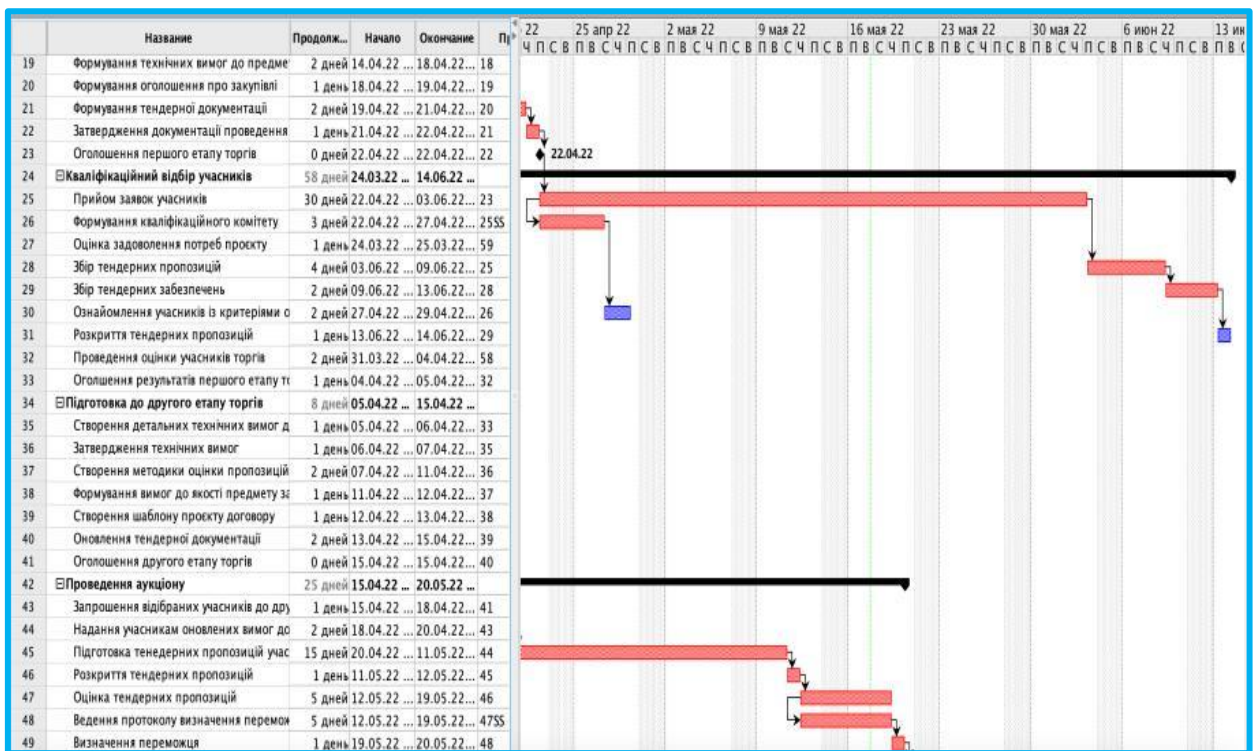 Название Продолж... Начало Окончание П 22 25 апр 22 2 мая 22 9 мая 22 16 мая 22 23 мая 22 30 мая 22 6 июн 22 13 ин
Ч П С В П В С Ч П С В П В С Ч П С В П В С Ч П С В П В С Ч П С В П В С Ч П С В П В С Ч П С В П В С Ч П С В П В
19 Формування технічних вимог до предме 2 дней 14.04.22 ... 18.04.22... 18
20 Формування оголошення про закупівлі 1 день 18.04.22 ... 19.04.22... 19
21 Формування тендерної документації 2 дней 19.04.22 ... 21.04.22... 20
22 Затвердження документації проведення 1 день 21.04.22 ... 22.04.22... 21
23 Оголошення першого етапу торгів 0 дней 22.04.22 ... 22.04.22... 22 22.04.22
24 Кваліфікаційний відбір учасників 58 дней 24.03.22 ... 14.06.22 ...
25 Прийом заявок учасників 30 дней 22.04.22 ... 03.06.22... 23
26 Формування кваліфікаційного комітету 3 дней 22.04.22 ... 27.04.22... 25SS
27 Оцінка задоволення потреб проєкту 1 день 24.03.22 ... 25.03.22... 59
28 Збір тендерних пропозицій 4 дней 03.06.22 ... 09.06.22... 25
29 Збір тендерних забезпечень 2 дней 09.06.22 ... 13.06.22... 28
30 Ознайомлення учасників із критеріями о 2 дней 27.04.22 ... 29.04.22... 26
31 Розкриття тендерних пропозицій 1 день 13.06.22 ... 14.06.22... 29
32 Проведення оцінки учасників торгів 2 дней 31.03.22 ... 04.04.22... 58
33 Оголшення результатів першого етапу то 1 день 04.04.22 ... 05.04.22... 32
34 Підготовка до другого етапу торгів 8 дней 05.04.22 ... 15.04.22 ...
35 Створення детальних технічних вимог д 1 день 05.04.22 ... 06.04.22... 33
36 Затвердження технічних вимог 1 день 06.04.22 ... 07.04.22... 35
37 Створення методики оцінки пропозицій 2 дней 07.04.22 ... 11.04.22... 36
38 Формування вимог до якості предмету за 1 день 11.04.22 ... 12.04.22... 37
39 Створення шаблону проєкту договору 1 день 12.04.22 ... 13.04.22... 38
40 Оновлення тендерної документації 2 дней 13.04.22 ... 15.04.22... 39
41 Оголошення другого етапу торгів 0 дней 15.04.22 ... 15.04.22... 40
42 Проведення аукціону 25 дней 15.04.22 ... 20.05.22 ...
43 Запрошення відібраних учасників до дру 1 день 15.04.22 ... 18.04.22... 41
44 Надання учасникам оновлених вимог до 2 дней 18.04.22 ... 20.04.22... 43
45 Підготовка тенедерних пропозицій учас 15 дней 20.04.22 ... 11.05.22... 44
46 Розкриття тендерних пропозицій 1 день 11.05.22 ... 12.05.22... 45
47 Оцінка тендерних пропозицій 5 дней 12.05.22 ... 19.05.22... 46
48 Ведення протоколу визначення перемож 5 дней 12.05.22 ... 19.05.22... 47SS
49 Визначення переможця 1 день 19.05.22 ... 20.05.22... 48